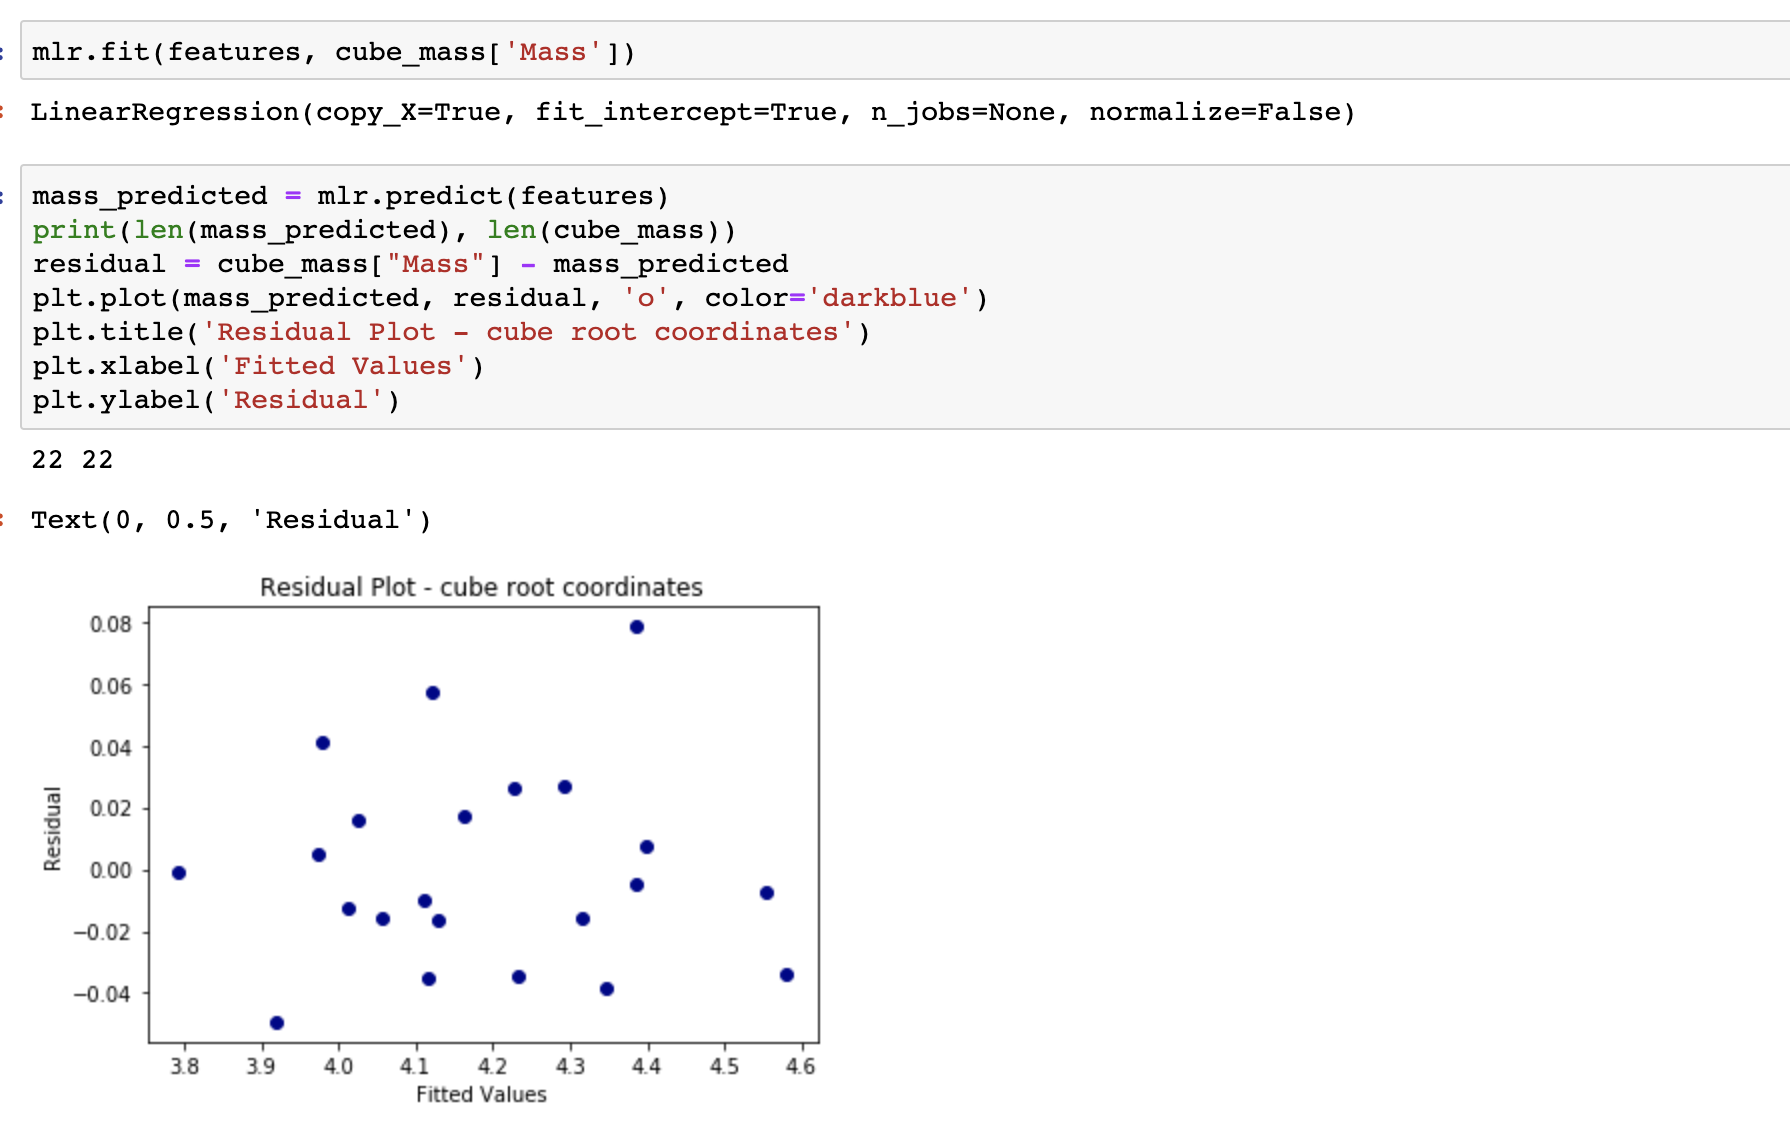 mlr.fit(features, cube_mass['Mass'])
LinearRegression(copy_X=True, fit_intercept=True, n_jobs=None, normalize=False)
mass_predicted = mlr.predict(features)
print(len(mass_predicted), len(cube_mass))
residual = cube_mass["Mass"] - mass_predicted
plt.plot(mass_predicted, residual, 'o', color='darkblue')
plt.title('Residual Plot - cube root coordinates')
plt.xlabel('Fitted Values')
plt.ylabel('Residual')
22 22
Text(0, 0.5, 'Residual')
Residual Plot - cube root coordinates
0.08
0.06
0.04
0.02
0.00
−0.02
−0.04
Residual
3.8 3.9 4.0 4.1 4.2 4.3 4.4 4.5 4.6
Fitted Values